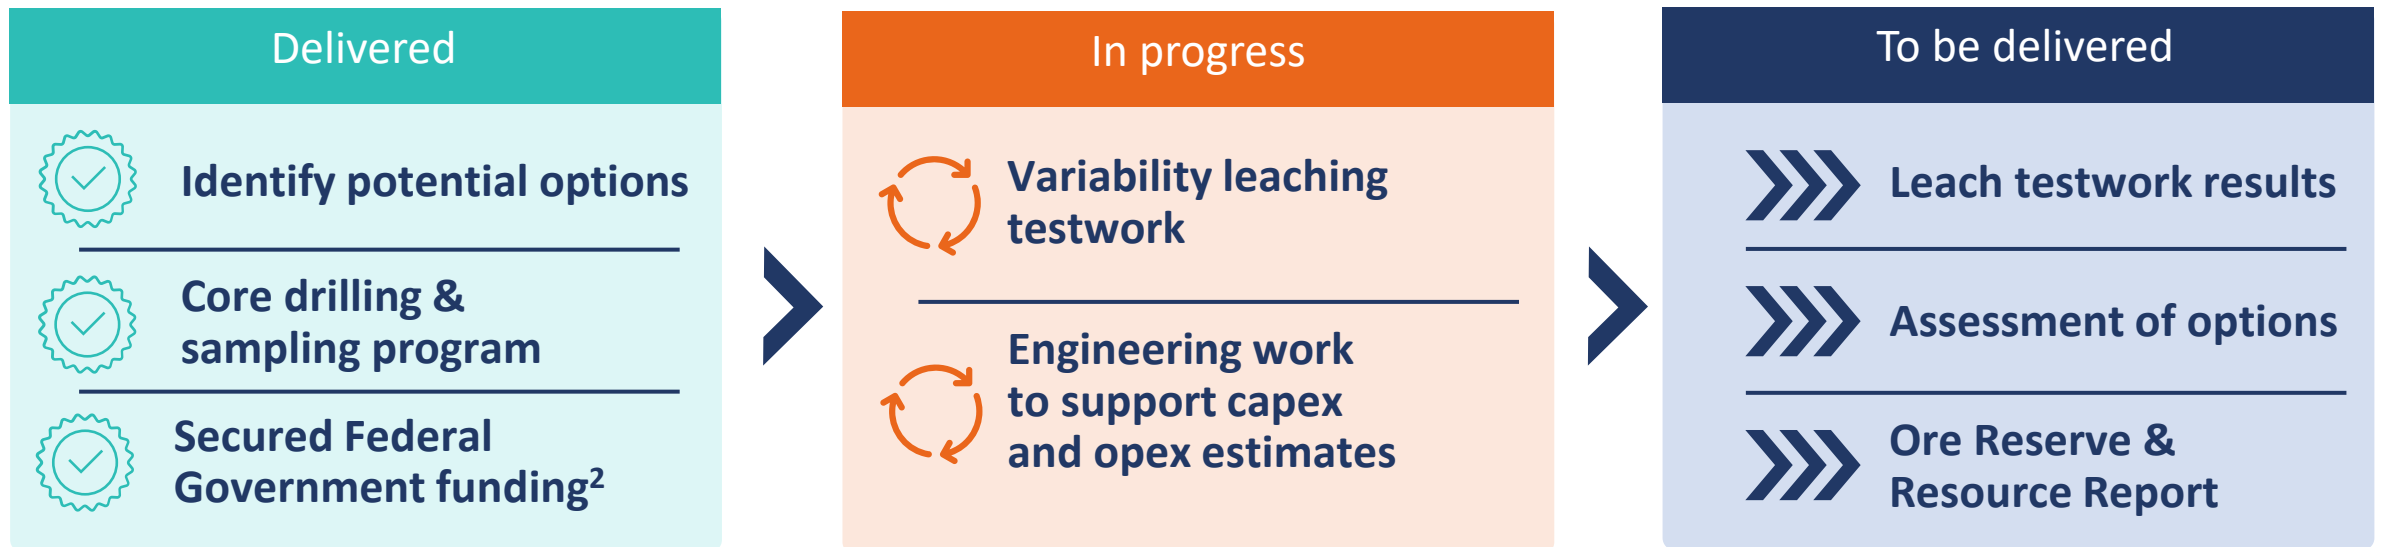 Delivered
Identify potential options
Core drilling &
sampling program
Secured Federal
Government funding²
In progress
Variability leaching
testwork
Engineering work
to support capex
and opex estimates
To be delivered
Leach testwork results
Assessment of options
Ore Reserve &
Resource Report